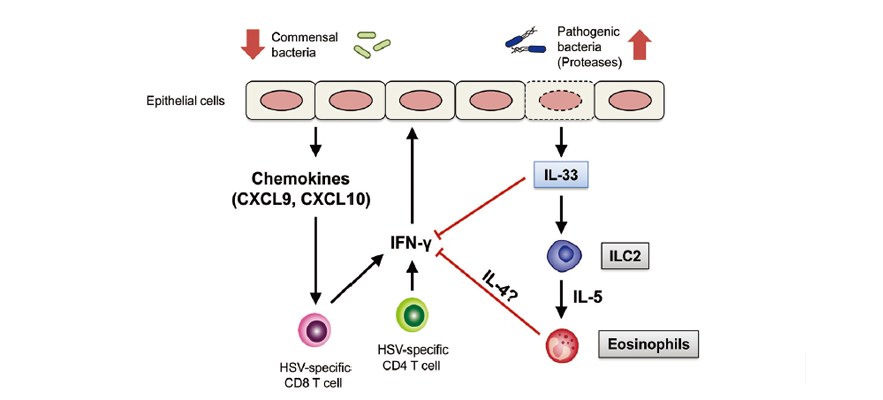 Commensal
bacteria
Pathogenic
bacteria
(Proteases)
Epithelial cells
Chemokines
(CXCL9, CXCL10)
IL-33
IFN-γ
ILC2
IL-4?
IL-5
Eosinophils
HSV-specific
CD8 T cell
HSV-specific
CD4 T cell